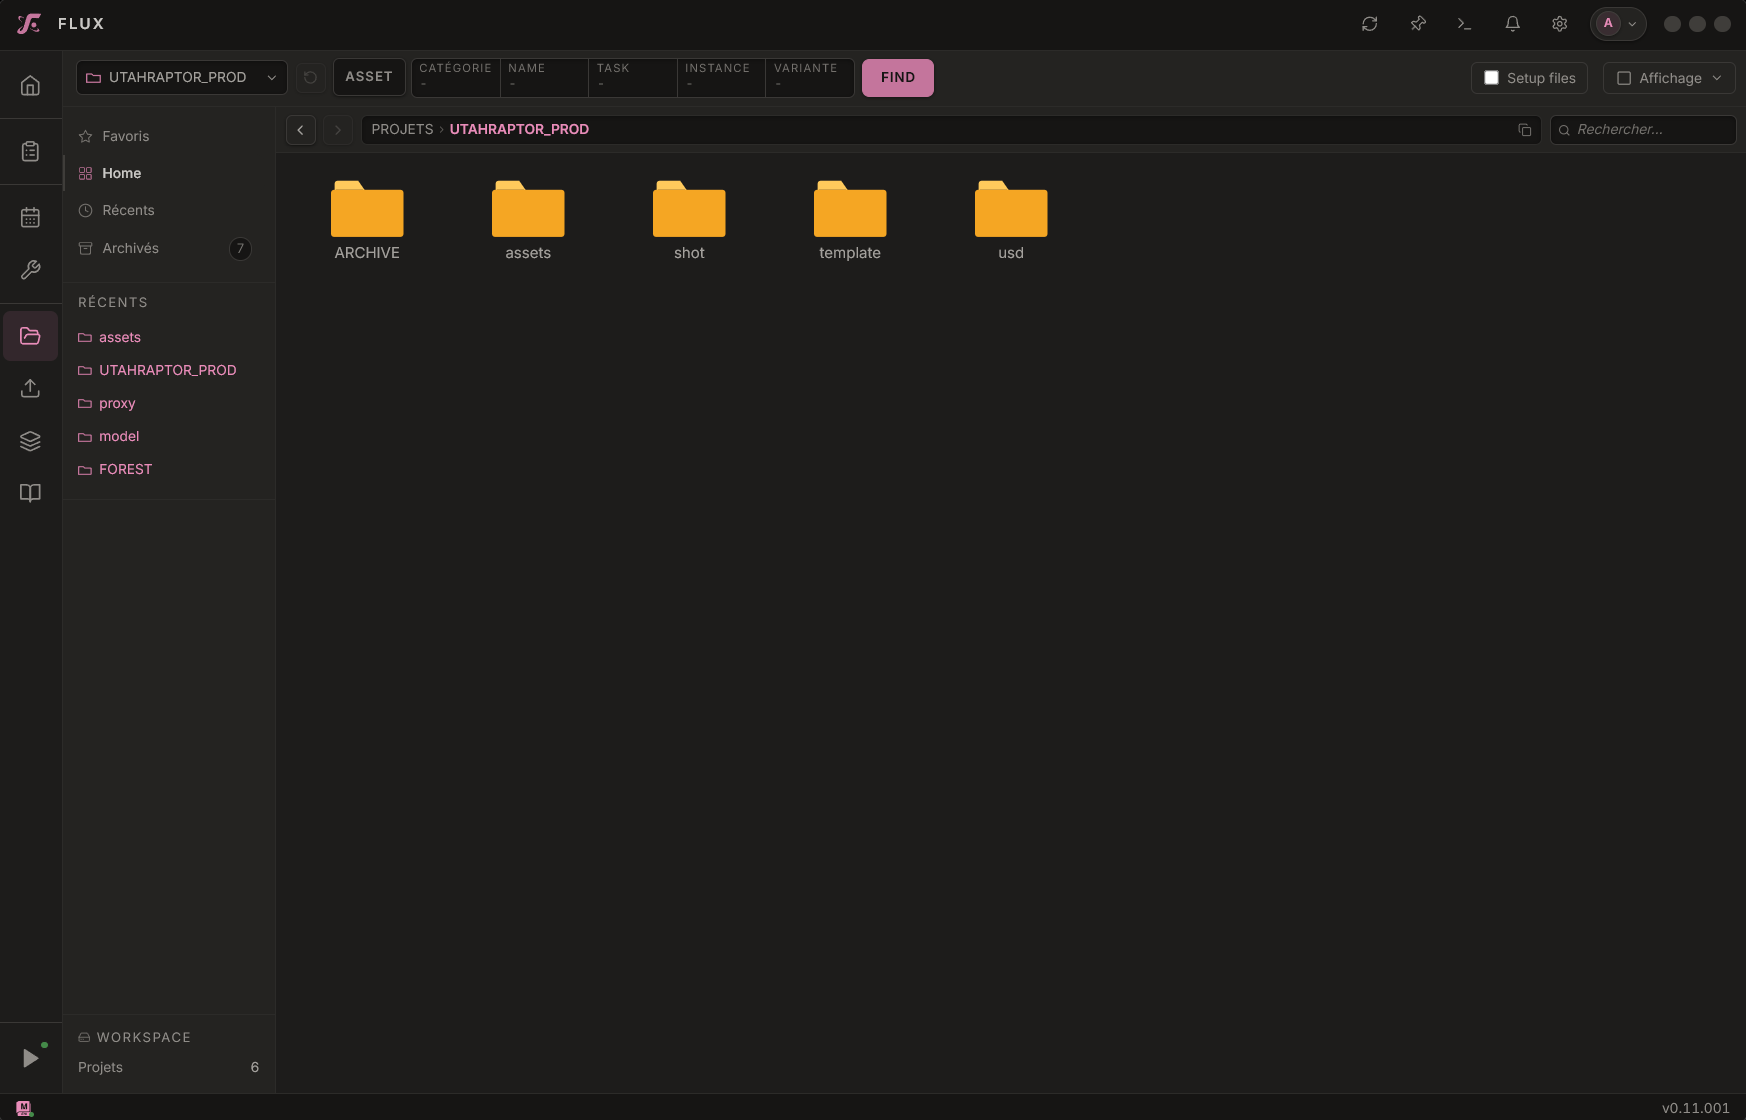 FLUX
A
UTAHRAPTOR_PROD
ASSET
CATÉGORIE
-
NAME
-
TASK
-
INSTANCE
-
VARIANTE
-
FIND
Setup files
Affichage
Favoris
Home
Récents
Archivés
7
PROJETS › UTAHRAPTOR_PROD
Rechercher...
ARCHIVE
assets
shot
template
usd
RÉCENTS
assets
UTAHRAPTOR_PROD
proxy
model
FOREST
WORKSPACE
Projets 6
M
v0.11.001